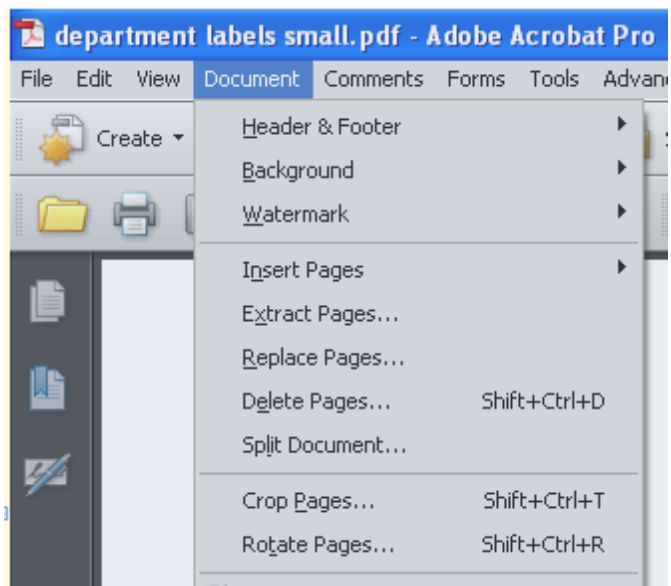 department labels small.pdf - Adobe Acrobat Pro
File Edit View Document Comments Forms Tools Advan
Create
Header & Footer
Background
Watermark
Insert Pages
Extract Pages...
Replace Pages...
Delete Pages... Shift+Ctrl+D
Split Document...
Crop Pages... Shift+Ctrl+T
Rotate Pages... Shift+Ctrl+R